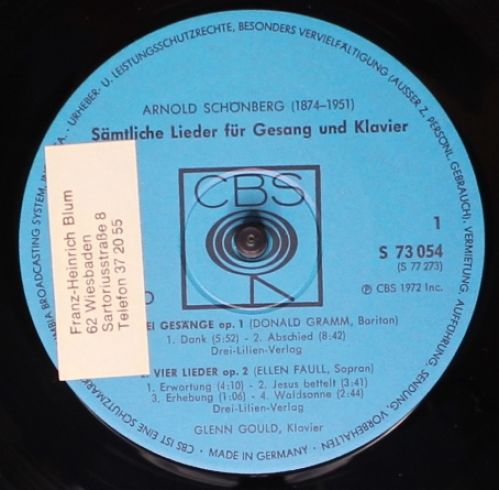 URHEBER- U. LEISTUNGSSCHUTZRECHTE, BESONDERS VERVIELFÄLTIGUNG (AUSSER Z. PERSÖNL. GEBRAUCH), VERMIETUNG, AUFFÜHRUNG, SENDUNG, VORBEHALTEN • MADE IN GERMANY •
BROADCASTING SYSTEM,
CBS IST EINE SCHUTZMARKE
ARNOLD SCHÖNBERG (1874–1951)
Sämtliche Lieder für Gesang und Klavier
CBS
1
S 73 054
(S 77 273)
℗ CBS 1972 Inc.
Franz-Heinrich Blum
62 Wiesbaden
Sartoriusstraße 8
Telefon 37 20 55
GESÄNGE op. 1 (DONALD GRAMM, Bariton)
1. Dank (5:52) - 2. Abschied (8:42)
Drei-Lilien-Verlag
VIER LIEDER op. 2 (ELLEN FAULL, Sopran)
1. Erwartung (4:10) - 2. Jesus bettelt (3:41)
3. Erhebung (1:06) - 4. Waldsonne (2:44)
Drei-Lilien-Verlag
GLENN GOULD, Klavier